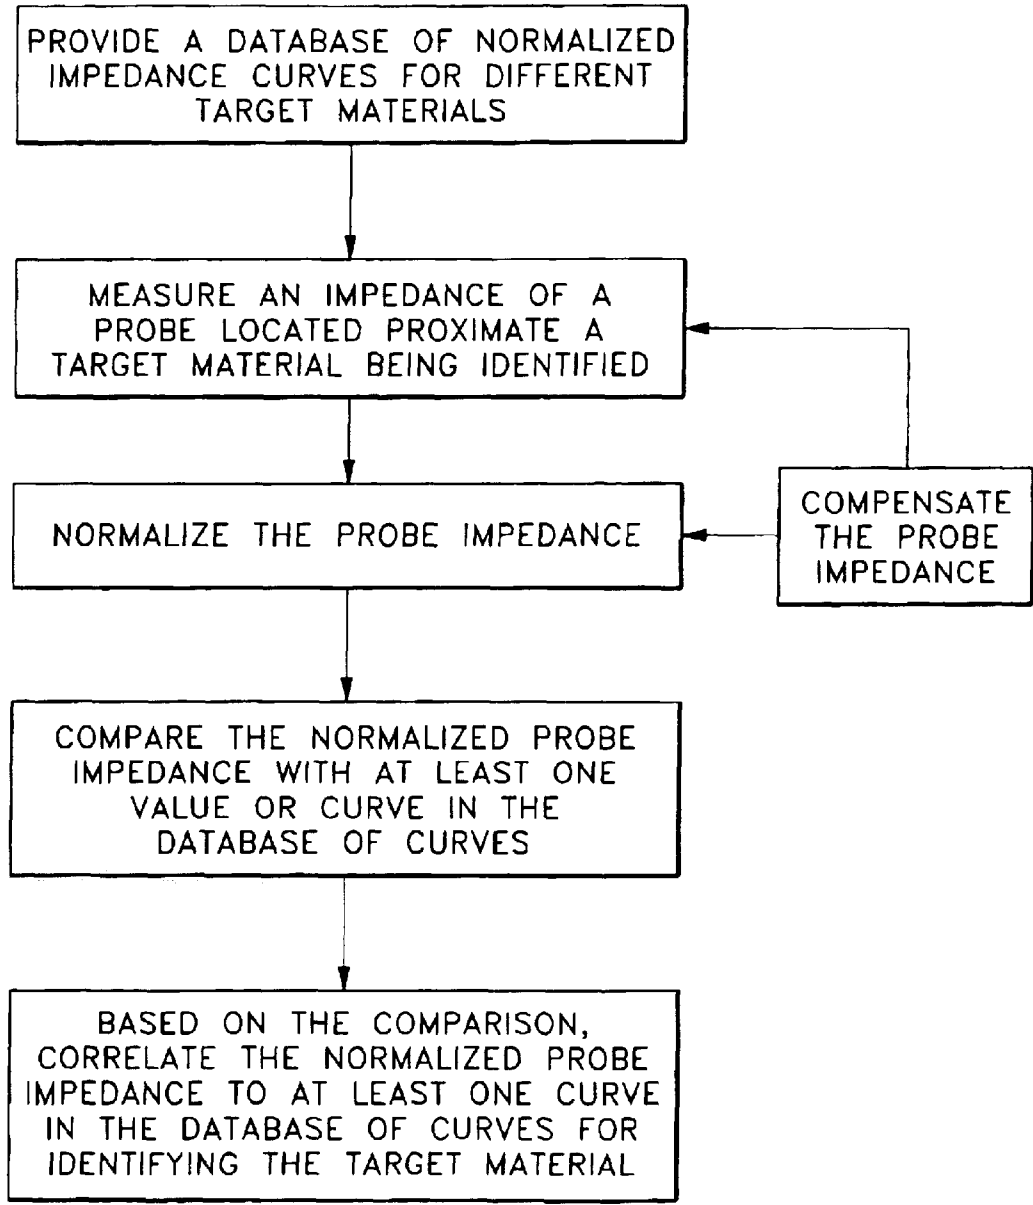 PROVIDE A DATABASE OF NORMALIZED
IMPEDANCE CURVES FOR DIFFERENT
TARGET MATERIALS
MEASURE AN IMPEDANCE OF A
PROBE LOCATED PROXIMATE A
TARGET MATERIAL BEING IDENTIFIED
NORMALIZE THE PROBE IMPEDANCE
COMPENSATE
THE PROBE
IMPEDANCE
COMPARE THE NORMALIZED PROBE
IMPEDANCE WITH AT LEAST ONE
VALUE OR CURVE IN THE
DATABASE OF CURVES
BASED ON THE COMPARISON,
CORRELATE THE NORMALIZED PROBE
IMPEDANCE TO AT LEAST ONE CURVE
IN THE DATABASE OF CURVES FOR
IDENTIFYING THE TARGET MATERIAL